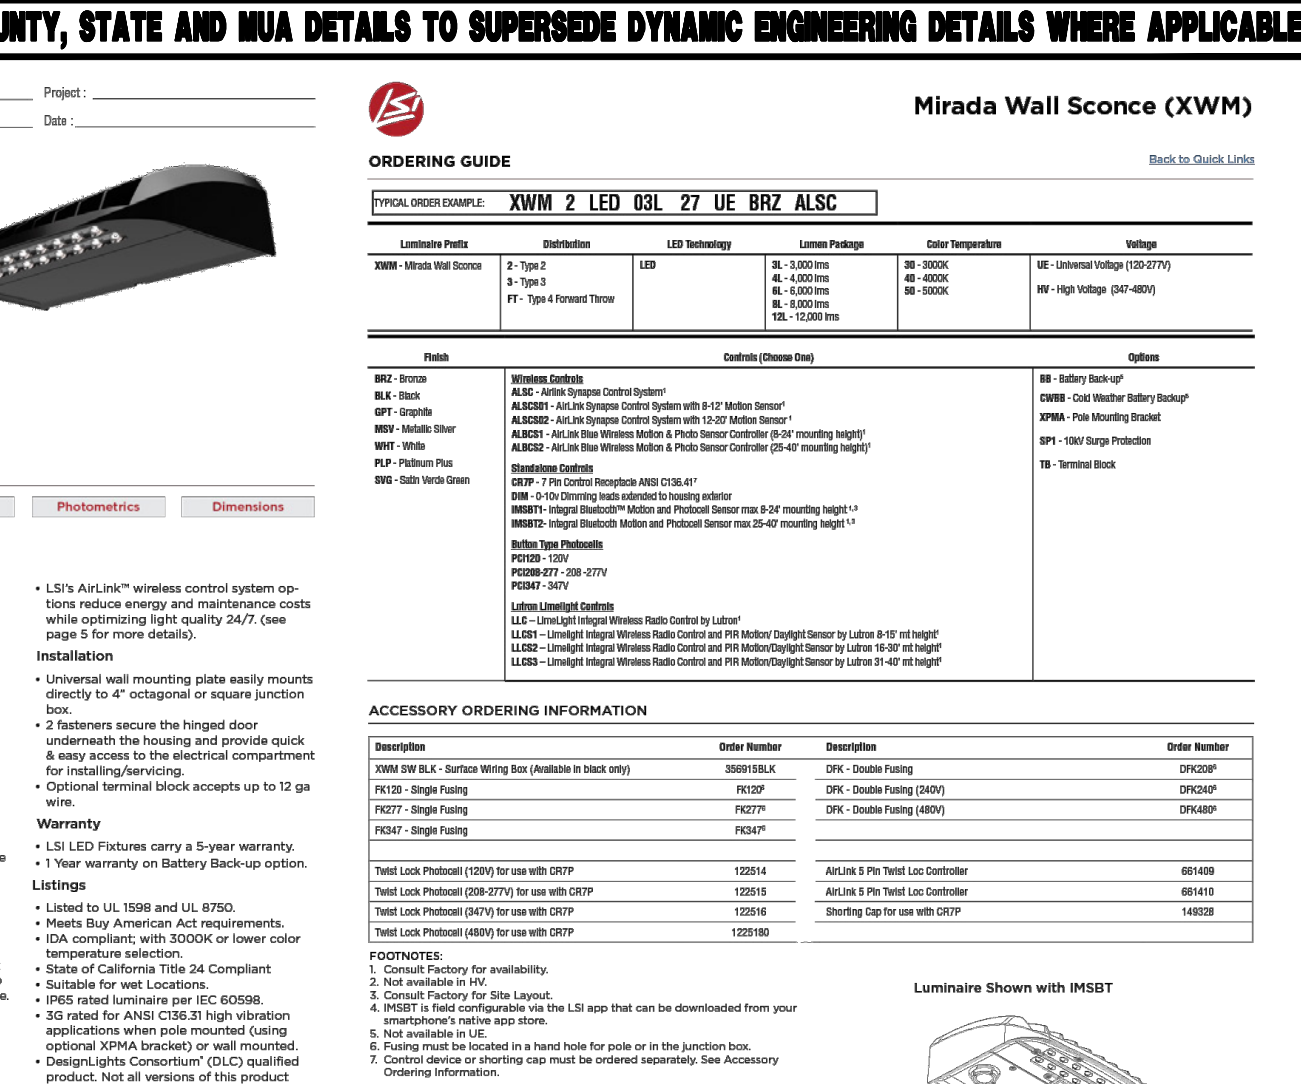 UNTY, STATE AND MUA DETAILS TO SUPERSEDE DYNAMIC ENGINEERING DETAILS WHERE APPLICABLE
Project :
Date :
Photometrics
Dimensions
• LSI's AirLink™ wireless control system op-
tions reduce energy and maintenance costs
while optimizing light quality 24/7. (see
page 5 for more details).
Installation
• Universal wall mounting plate easily mounts
directly to 4" octagonal or square junction
box.
• 2 fasteners secure the hinged door
underneath the housing and provide quick
& easy access to the electrical compartment
for installing/servicing.
• Optional terminal block accepts up to 12 ga
wire.
Warranty
• LSI LED Fixtures carry a 5-year warranty.
• 1 Year warranty on Battery Back-up option.
Listings
• Listed to UL 1598 and UL 8750.
• Meets Buy American Act requirements.
• IDA compliant; with 3000K or lower color
temperature selection.
• State of California Title 24 Compliant
• Suitable for wet Locations.
• IP65 rated luminaire per IEC 60598.
• 3G rated for ANSI C136.31 high vibration
applications when pole mounted (using
optional XPMA bracket) or wall mounted.
• DesignLights Consortium* (DLC) qualified
product. Not all versions of this product
LSI
Mirada Wall Sconce (XWM)
ORDERING GUIDE
Back to Quick Links
TYPICAL ORDER EXAMPLE: XWM 2 LED 03L 27 UE BRZ ALSC
Luminaire Prefix Distribution LED Technology Lumen Package Color Temperature Voltage
XWM - Mirada Wall Sconce
2 - Type 2
3 - Type 3
FT - Type 4 Forward Throw
LED
3L - 3,000 lms
4L - 4,000 lms
6L - 6,000 lms
8L - 8,000 lms
12L - 12,000 lms
30 - 3000K
40 - 4000K
50 - 5000K
UE - Universal Voltage (120-277V)
HV - High Voltage (347-480V)
Finish Controls (Choose One) Options
BRZ - Bronze
BLK - Black
GPT - Graphite
MSV - Metallic Silver
WHT - White
PLP - Platinum Plus
SVG - Satin Verde Green
Wireless Controls
ALSC - Airlink Synapse Control System¹
ALSCS01 - AirLink Synapse Control System with 8-12' Motion Sensor¹
ALSCS02 - AirLink Synapse Control System with 12-20' Motion Sensor ¹
ALBCS1 - AirLink Blue Wireless Motion & Photo Sensor Controller (8-24' mounting height)¹
ALBCS2 - AirLink Blue Wireless Motion & Photo Sensor Controller (25-40' mounting height)¹
Standalone Controls
CR7P - 7 Pin Control Receptacle ANSI C136.41⁷
DIM - 0-10v Dimming leads extended to housing exterior
IMSBT1- Integral Bluetooth™ Motion and Photocell Sensor max 8-24' mounting height ¹,³
IMSBT2- Integral Bluetooth Motion and Photocell Sensor max 25-40' mounting height ¹,³
Button Type Photocells
PCI120 - 120V
PCI208-277 - 208 -277V
PCI347 - 347V
Lutron Limelight Controls
LLC – LimeLight Integral Wireless Radio Control by Lutron¹
LLCS1 – Limelight Integral Wireless Radio Control and PIR Motion/ Daylight Sensor by Lutron 8-15' mt height¹
LLCS2 – Limelight Integral Wireless Radio Control and PIR Motion/Daylight Sensor by Lutron 16-30' mt height¹
LLCS3 – Limelight Integral Wireless Radio Control and PIR Motion/Daylight Sensor by Lutron 31-40' mt height¹
BB - Battery Back-up⁵
CWBB - Cold Weather Battery Backup⁵
XPMA - Pole Mounting Bracket
SP1 - 10kV Surge Protection
TB - Terminal Block
ACCESSORY ORDERING INFORMATION
Description Order Number Description Order Number
XWM SW BLK - Surface Wiring Box (Available in black only) 356915BLK DFK - Double Fusing DFK208⁶
FK120 - Single Fusing FK120⁶ DFK - Double Fusing (240V) DFK240⁶
FK277 - Single Fusing FK277⁶ DFK - Double Fusing (480V) DFK480⁶
FK347 - Single Fusing FK347⁶
Twist Lock Photocell (120V) for use with CR7P 122514 AirLink 5 Pin Twist Loc Controller 661409
Twist Lock Photocell (208-277V) for use with CR7P 122515 AirLink 5 Pin Twist Loc Controller 661410
Twist Lock Photocell (347V) for use with CR7P 122516 Shorting Cap for use with CR7P 149328
Twist Lock Photocell (480V) for use with CR7P 1225180
FOOTNOTES:
1. Consult Factory for availability.
2. Not available in HV.
3. Consult Factory for Site Layout.
4. IMSBT is field configurable via the LSI app that can be downloaded from your
smartphone's native app store.
5. Not available in UE.
6. Fusing must be located in a hand hole for pole or in the junction box.
7. Control device or shorting cap must be ordered separately. See Accessory
Ordering Information.
Luminaire Shown with IMSBT